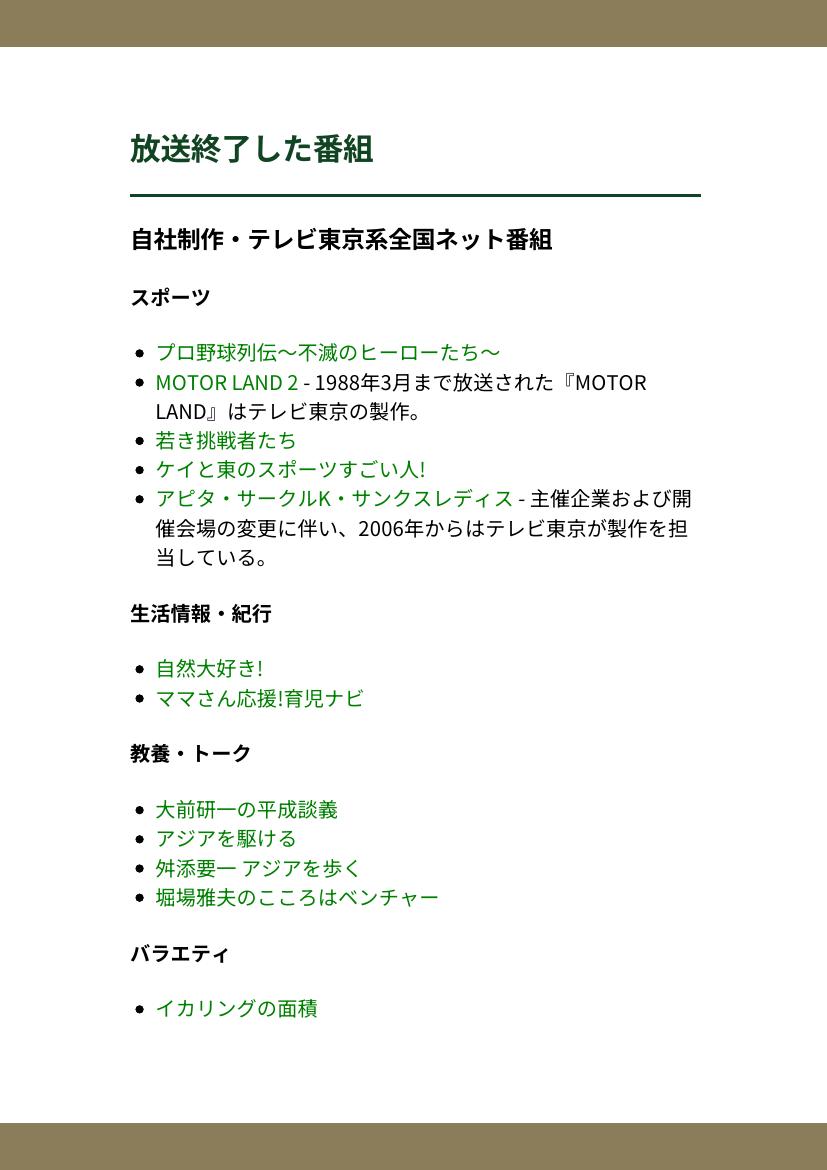 放送終了した番組
自社制作・テレビ東京系全国ネット番組
スポーツ
プロ野球列伝〜不滅のヒーローたち〜
MOTOR LAND 2 - 1988年3月まで放送された『MOTOR
LAND』はテレビ東京の製作。
若き挑戦者たち
ケイと東のスポーツすごい人!
アピタ・サークルK・サンクスレディス - 主催企業および開
催会場の変更に伴い、2006年からはテレビ東京が製作を担
当している。
生活情報・紀行
自然大好き!
ママさん応援!育児ナビ
教養・トーク
大前研一の平成談義
アジアを駆ける
舛添要一 アジアを歩く
堀場雅夫のこころはベンチャー
バラエティ
イカリングの面積